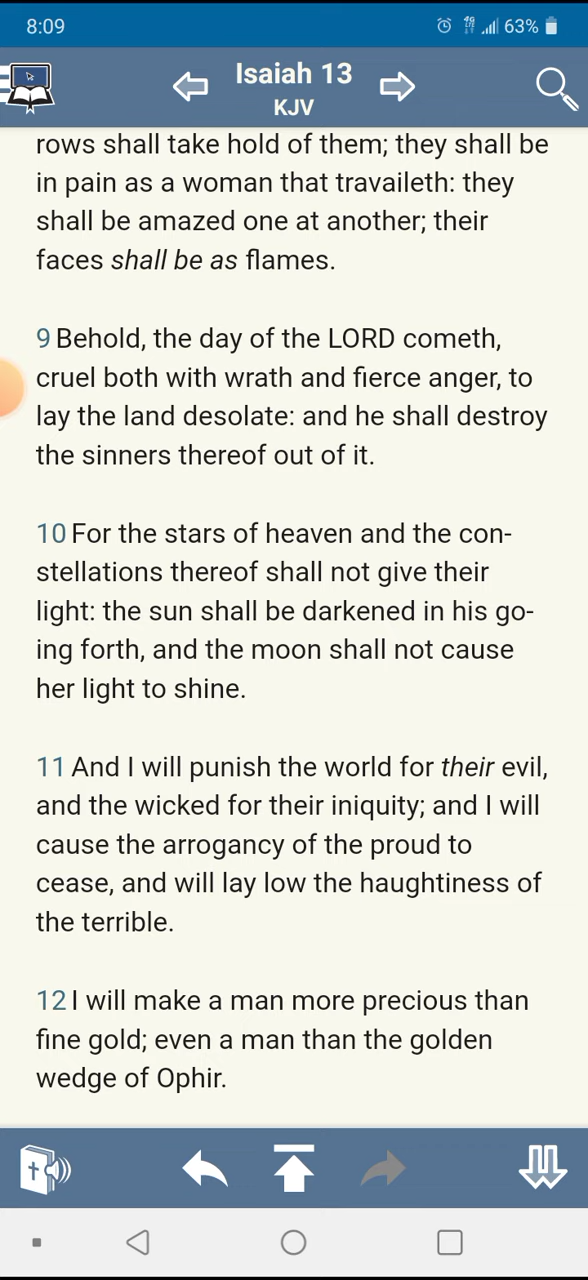 8:09
4G
63%
Isaiah 13
KJV
rows shall take hold of them; they shall be
in pain as a woman that travaileth: they
shall be amazed one at another; their
faces shall be as flames.
9 Behold, the day of the LORD cometh,
cruel both with wrath and fierce anger, to
lay the land desolate: and he shall destroy
the sinners thereof out of it.
10 For the stars of heaven and the con-
stellations thereof shall not give their
light: the sun shall be darkened in his go-
ing forth, and the moon shall not cause
her light to shine.
11 And I will punish the world for their evil,
and the wicked for their iniquity; and I will
cause the arrogancy of the proud to
cease, and will lay low the haughtiness of
the terrible.
12 I will make a man more precious than
fine gold; even a man than the golden
wedge of Ophir.